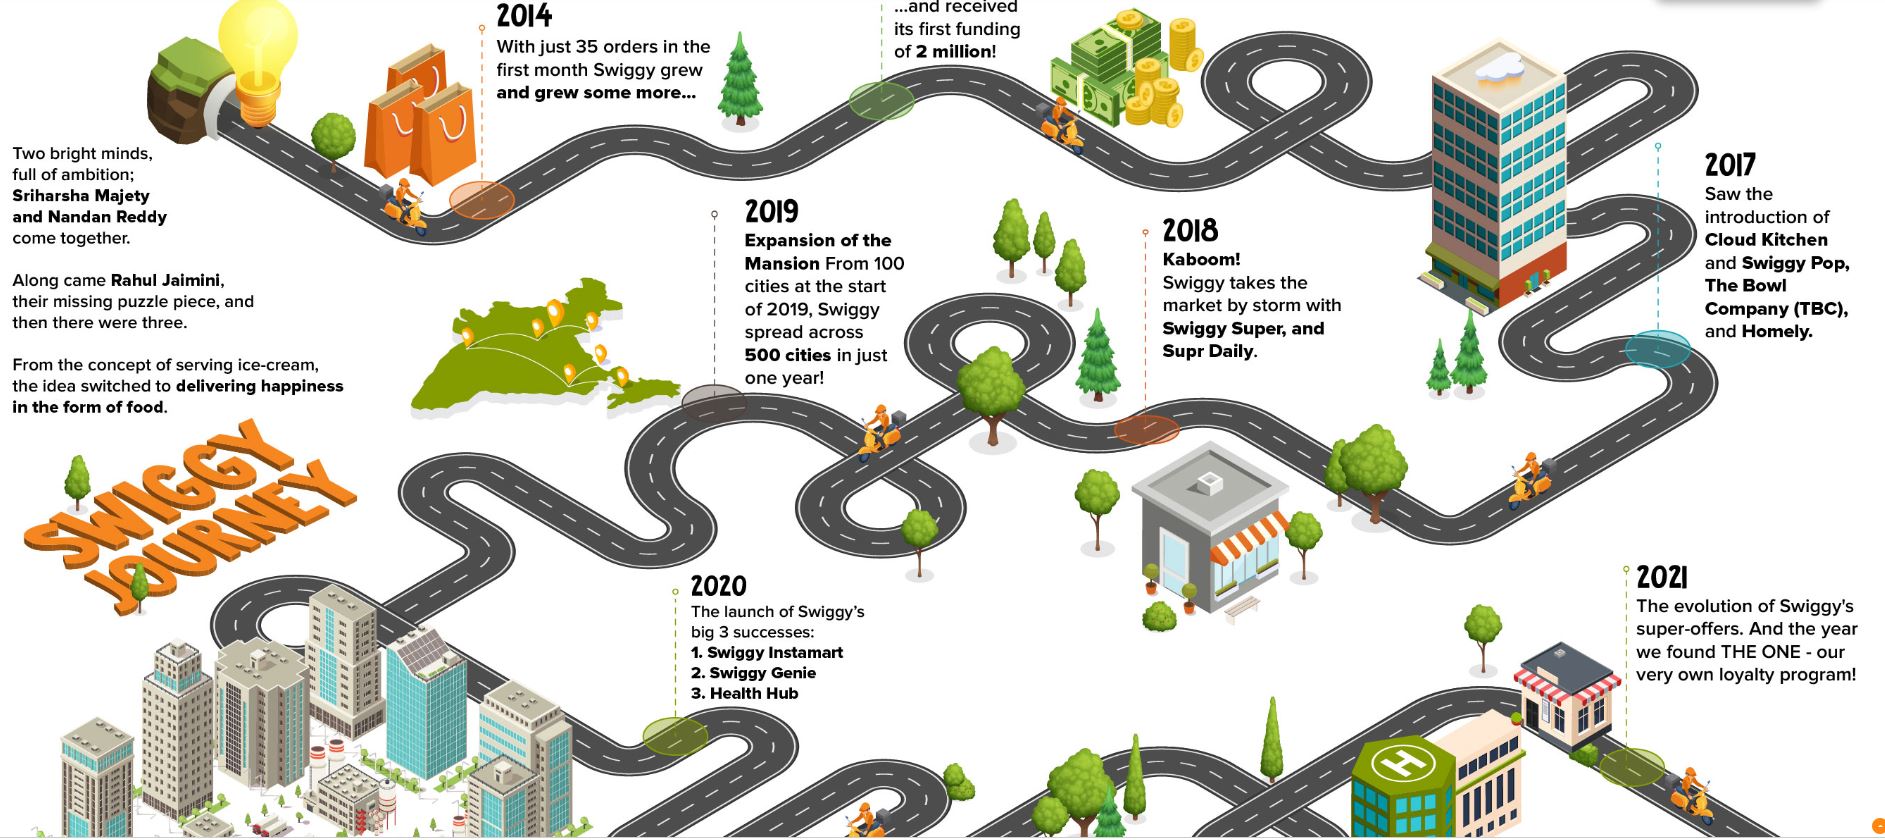 2014
With just 35 orders in the
first month Swiggy grew
and grew some more...
...and received
its first funding
of 2 million!
Two bright minds,
full of ambition;
Sriharsha Majety
and Nandan Reddy
come together.
Along came Rahul Jaimini,
their missing puzzle piece, and
then there were three.
From the concept of serving ice-cream,
the idea switched to delivering happiness
in the form of food.
2017
Saw the
introduction of
Cloud Kitchen
and Swiggy Pop,
The Bowl
Company (TBC),
and Homely.
2018
Kaboom!
Swiggy takes the
market by storm with
Swiggy Super, and
Supr Daily.
2019
Expansion of the
Mansion From 100
cities at the start
of 2019, Swiggy
spread across
500 cities in just
one year!
SWIGGY
JOURNEY
2020
The launch of Swiggy's
big 3 successes:
1. Swiggy Instamart
2. Swiggy Genie
3. Health Hub
2021
The evolution of Swiggy's
super-offers. And the year
we found THE ONE - our
very own loyalty program!
H